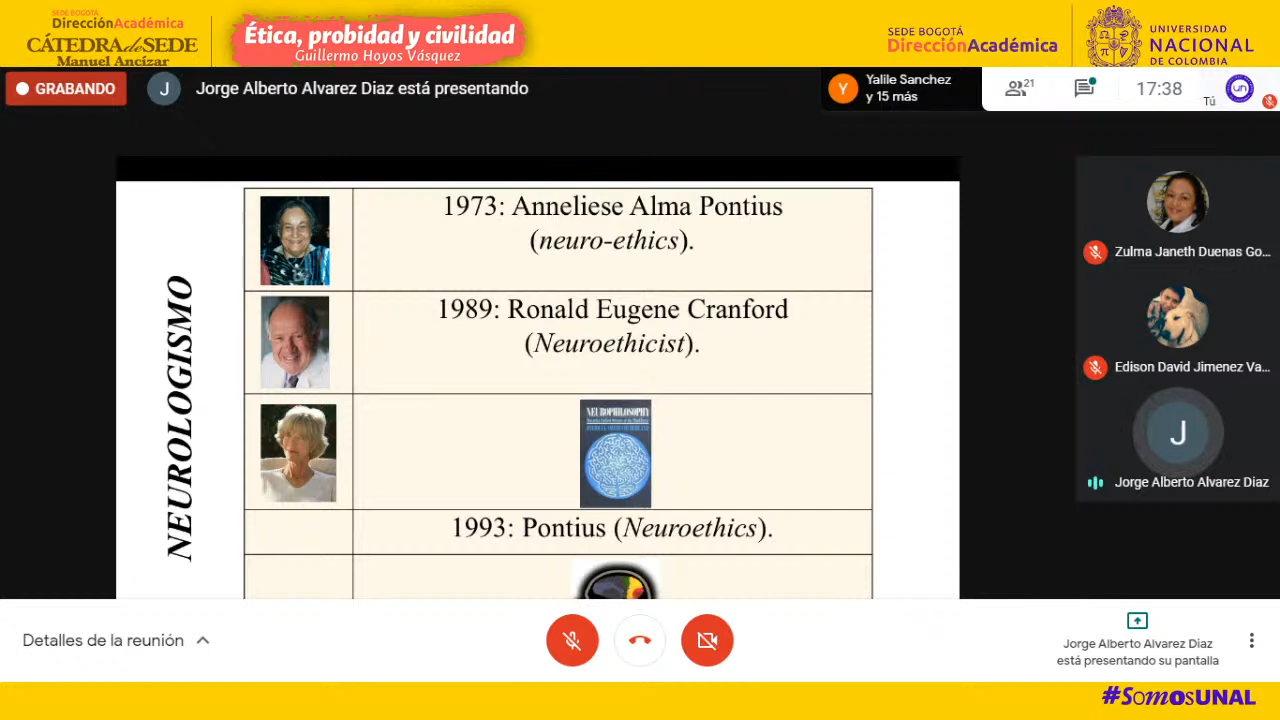 SEDE BOGOTÁ
DirecciónAcadémica
CÁTEDRA de SEDE
Manuel Ancízar
Ética, probidad y civilidad
Guillermo Hoyos Vásquez
SEDE BOGOTÁ
DirecciónAcadémica
UNIVERSIDAD
NACIONAL
DE COLOMBIA
GRABANDO
J
Jorge Alberto Alvarez Diaz está presentando
Y
Yalile Sanchez
y 15 más
21
17:38
Tú
un
NEUROLOGISMO
1973: Anneliese Alma Pontius
(neuro-ethics).
1989: Ronald Eugene Cranford
(Neuroethicist).
NEUROPHILOSOPHY
1993: Pontius (Neuroethics).
Zulma Janeth Duenas Go...
Edison David Jimenez Va...
J
Jorge Alberto Alvarez Diaz
Detalles de la reunión
Jorge Alberto Alvarez Diaz
está presentando su pantalla
#SomosUNAL